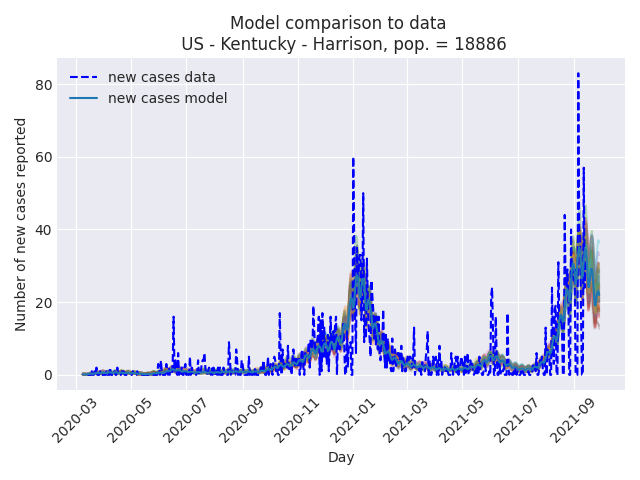 Model comparison to data
US - Kentucky - Harrison, pop. = 18886
new cases data
new cases model
Number of new cases reported
80
60
40
20
0
2020-03
2020-05
2020-07
2020-09
2020-11
2021-01
2021-03
2021-05
2021-07
2021-09
Day